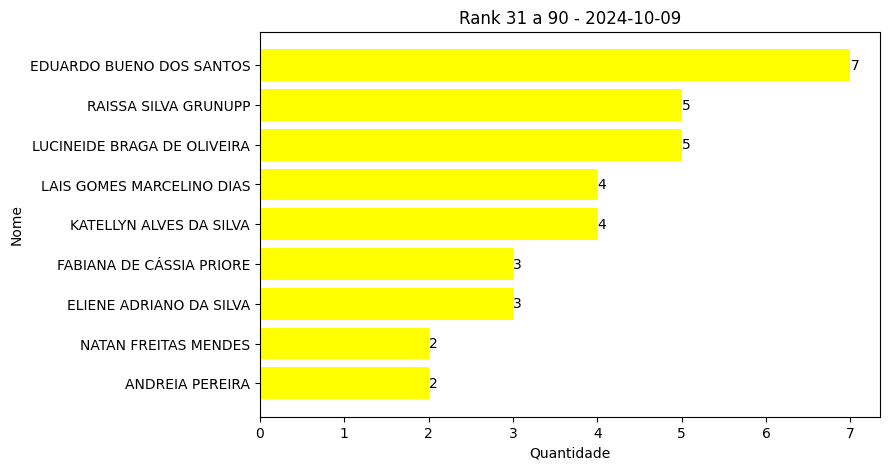 Rank 31 a 90 - 2024-10-09
EDUARDO BUENO DOS SANTOS 7
RAISSA SILVA GRUNUPP 5
LUCINEIDE BRAGA DE OLIVEIRA 5
LAIS GOMES MARCELINO DIAS 4
KATELLYN ALVES DA SILVA 4
FABIANA DE CÁSSIA PRIORE 3
ELIENE ADRIANO DA SILVA 3
NATAN FREITAS MENDES 2
ANDREIA PEREIRA 2
Nome
0 1 2 3 4 5 6 7
Quantidade